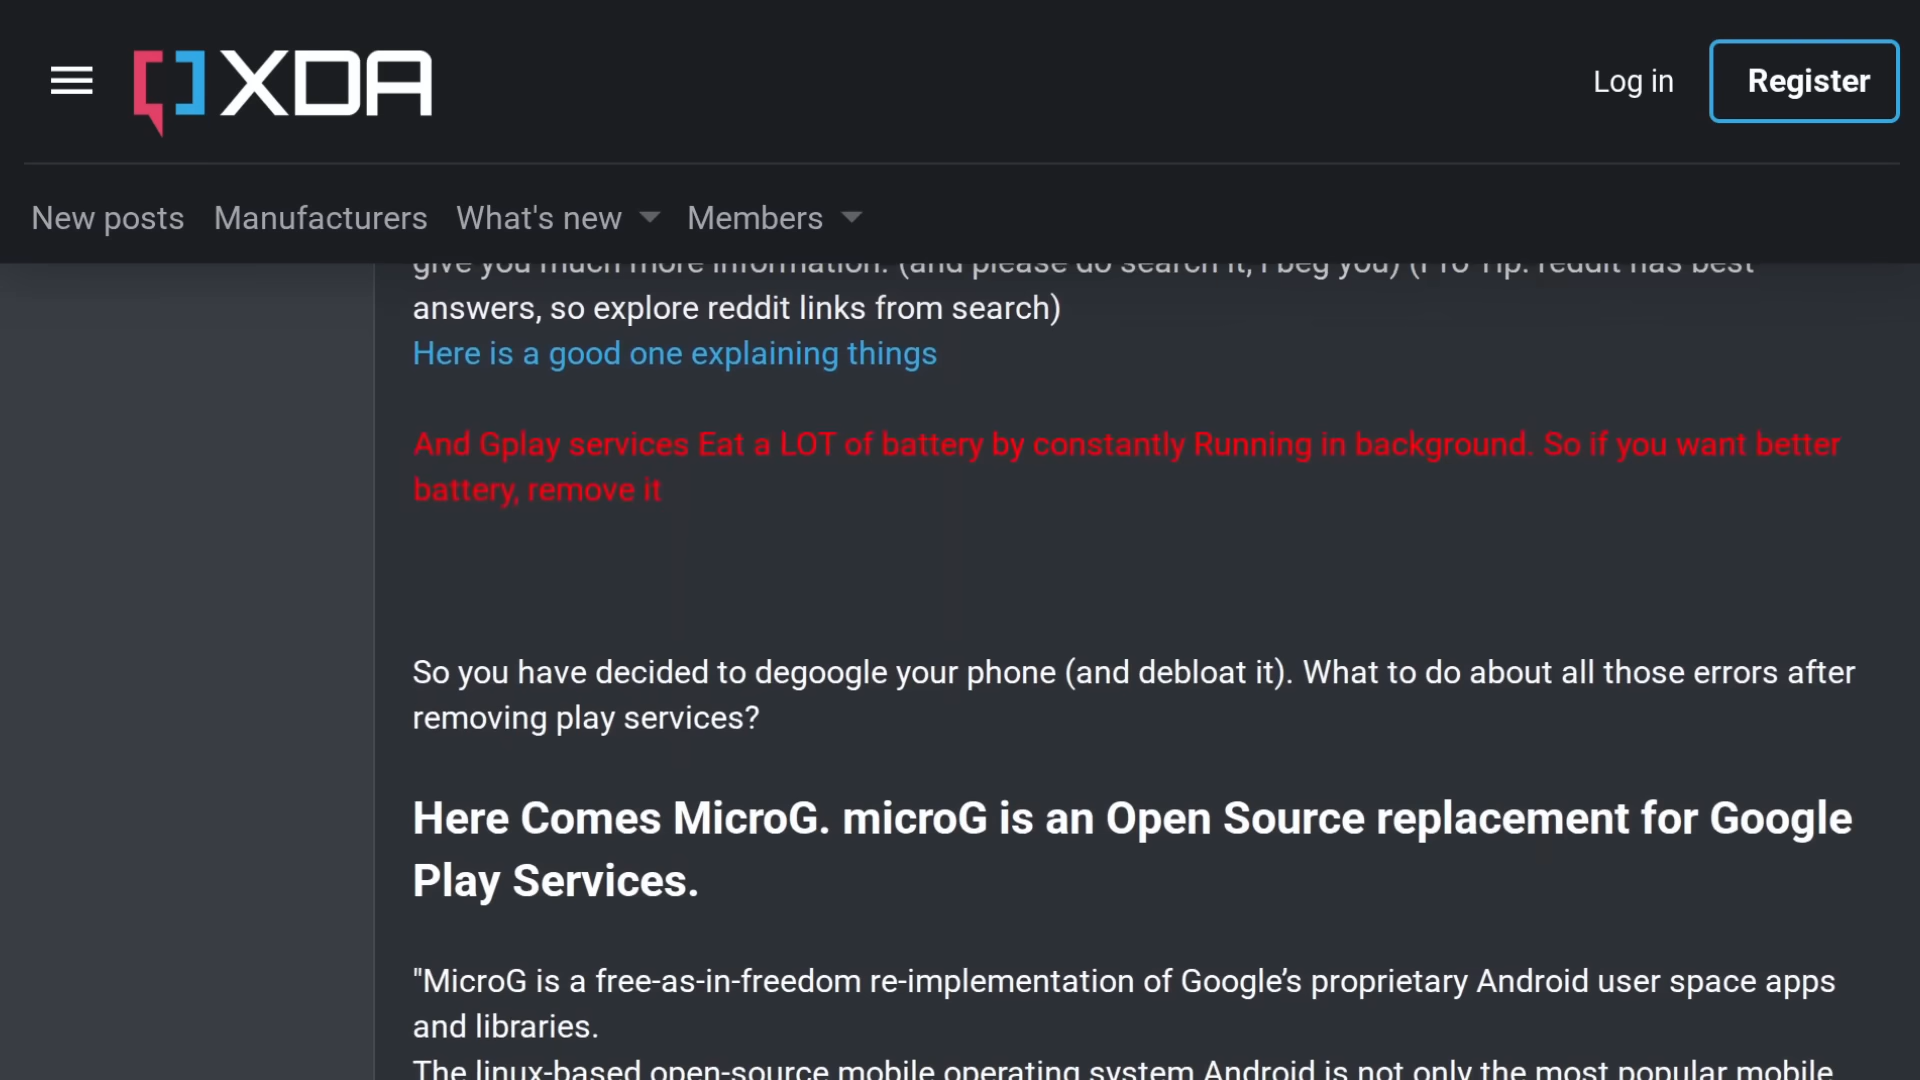 XDA
Log in
Register
New posts
Manufacturers
What's new
Members
give you much more information. (and please do search it, I beg you) (Pro Tip: reddit has best
answers, so explore reddit links from search)
Here is a good one explaining things
And Gplay services Eat a LOT of battery by constantly Running in background. So if you want better
battery, remove it
So you have decided to degoogle your phone (and debloat it). What to do about all those errors after
removing play services?
Here Comes MicroG. microG is an Open Source replacement for Google
Play Services.
"MicroG is a free-as-in-freedom re-implementation of Google’s proprietary Android user space apps
and libraries.
The linux-based open-source mobile operating system Android is not only the most popular mobile